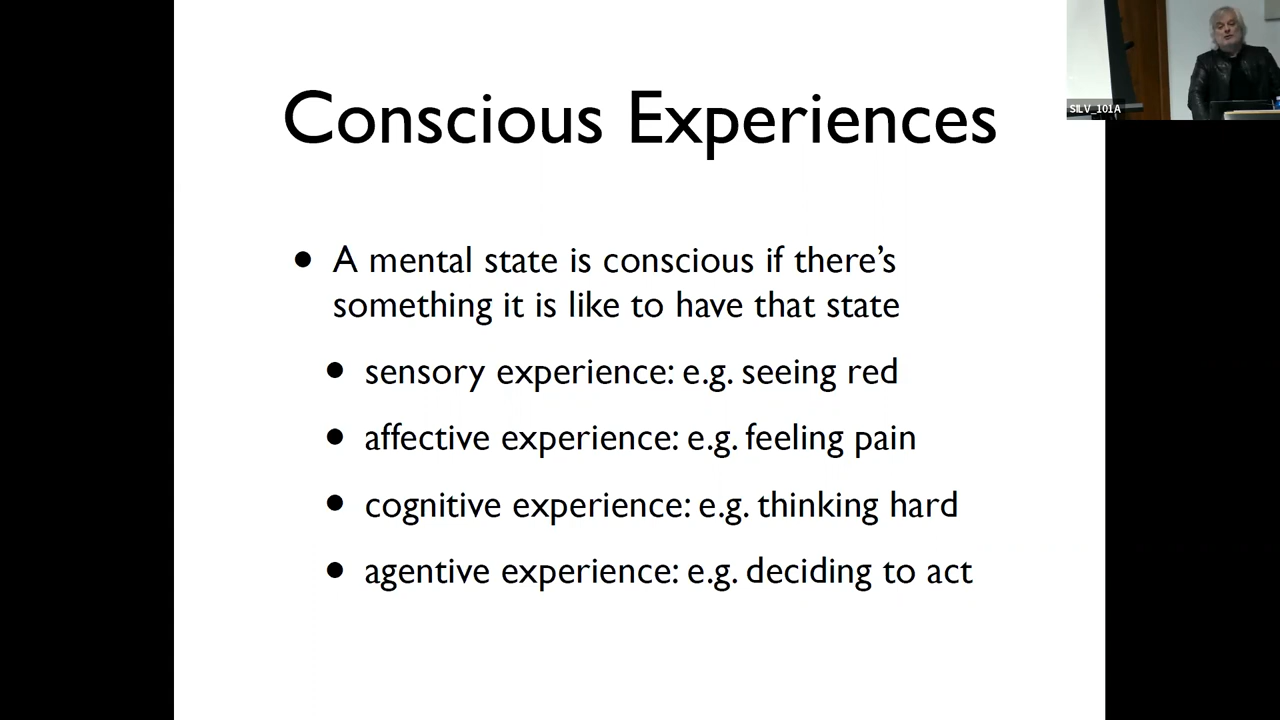 SILV_101A
Conscious Experiences
• A mental state is conscious if there's
something it is like to have that state
• sensory experience: e.g. seeing red
• affective experience: e.g. feeling pain
• cognitive experience: e.g. thinking hard
• agentive experience: e.g. deciding to act